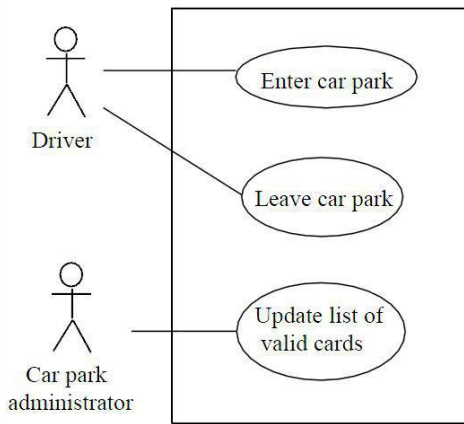 Enter car park
Driver
Leave car park
Update list of
valid cards
Car park
administrator